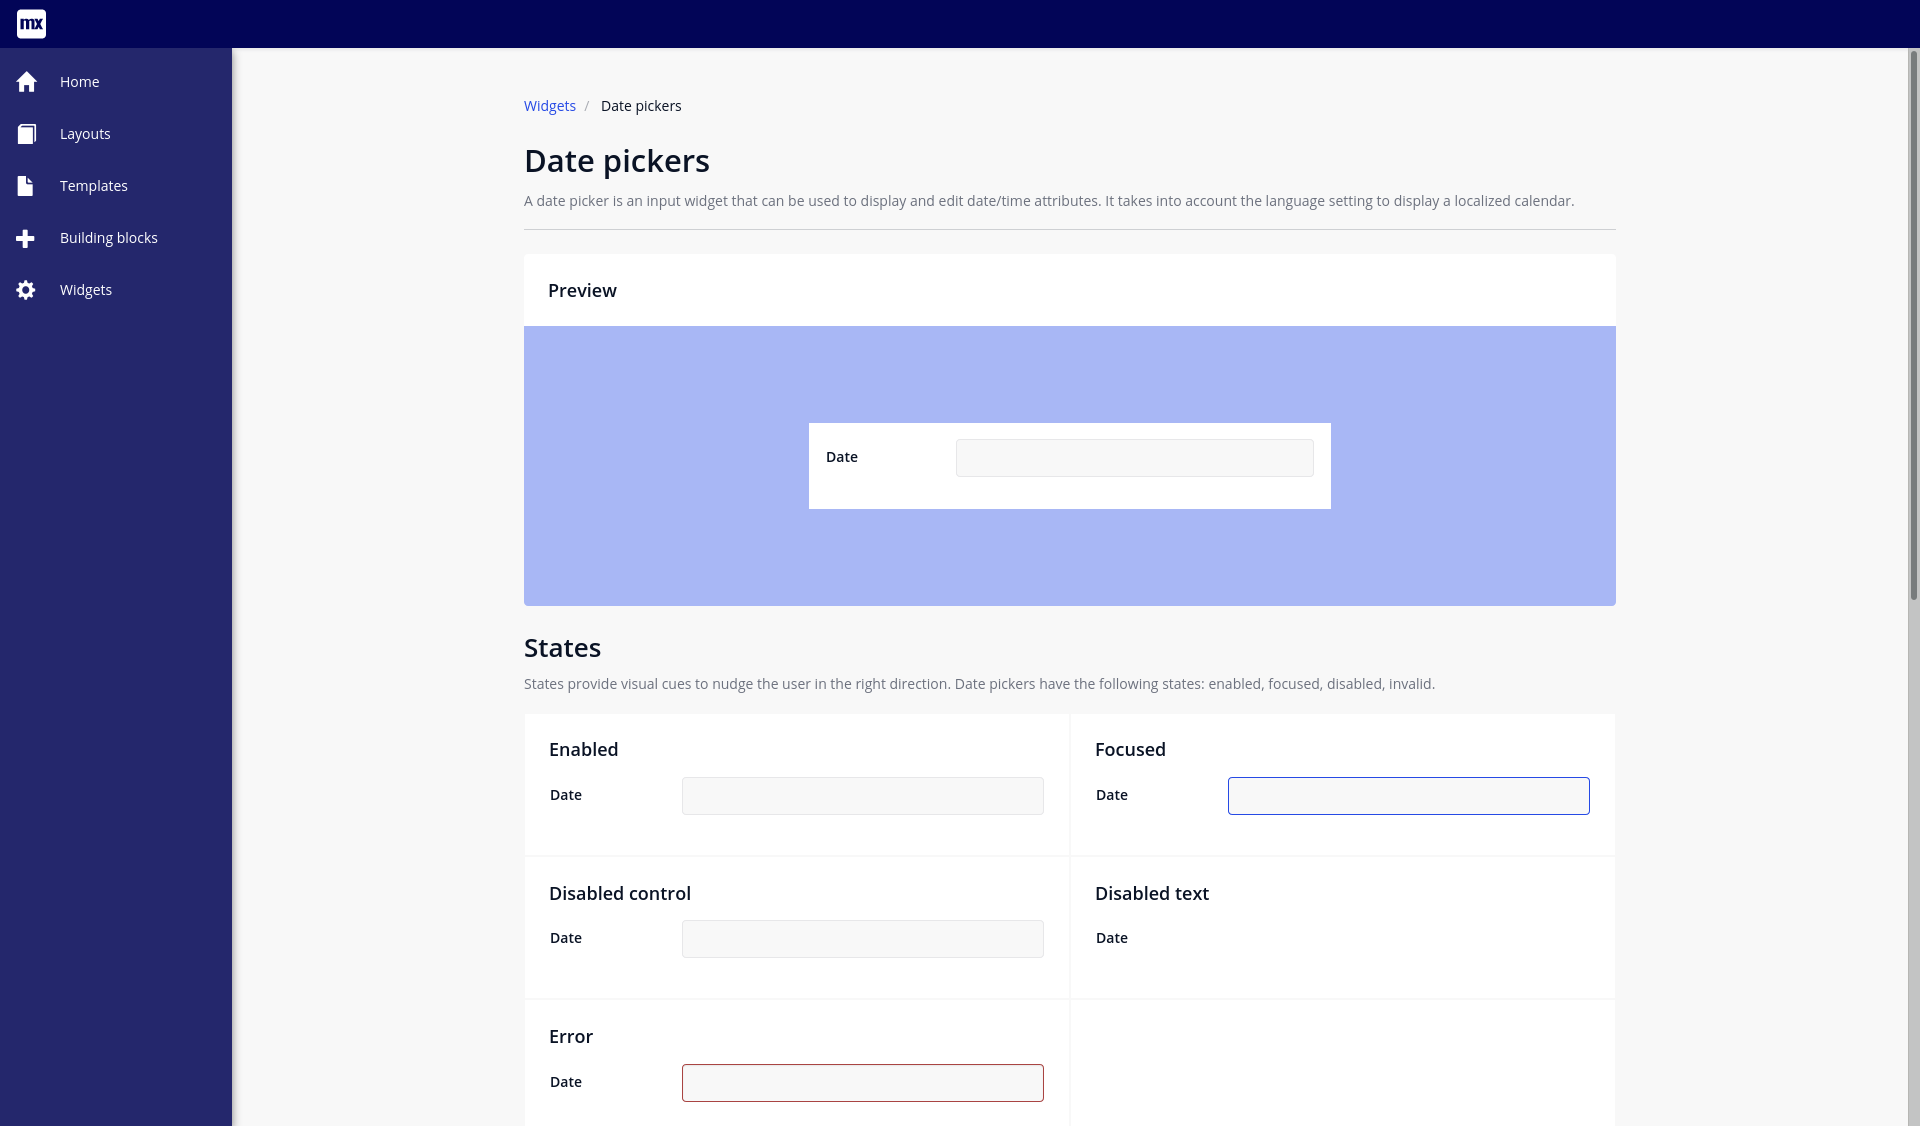 mx
Home
Layouts
Templates
Building blocks
Widgets
Widgets / Date pickers
Date pickers
A date picker is an input widget that can be used to display and edit date/time attributes. It takes into account the language setting to display a localized calendar.
Preview
Date
States
States provide visual cues to nudge the user in the right direction. Date pickers have the following states: enabled, focused, disabled, invalid.
Enabled
Date
Focused
Date
Disabled control
Date
Disabled text
Date
Error
Date